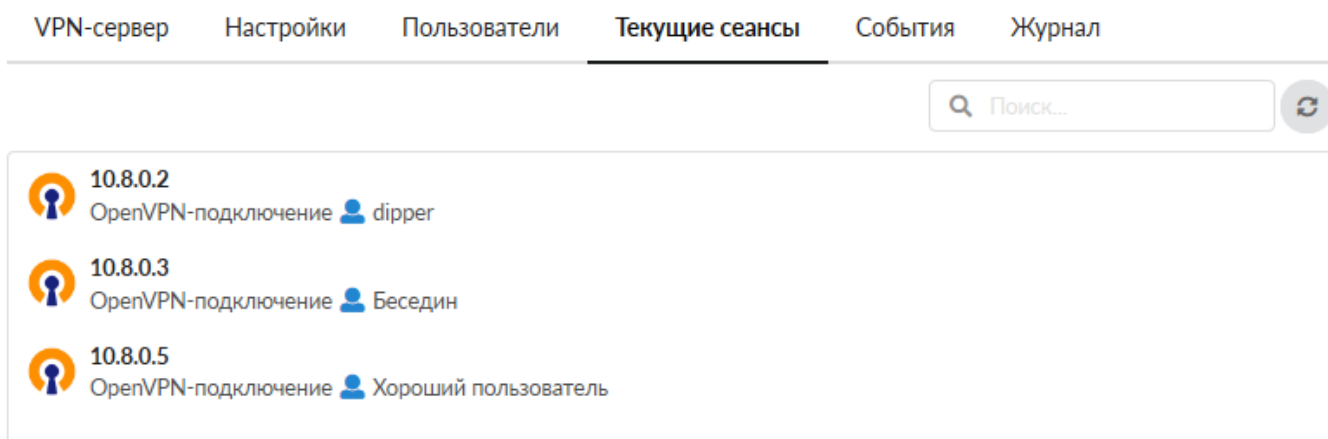 VPN-сервер Настройки Пользователи Текущие сеансы События Журнал
Поиск...
10.8.0.2
OpenVPN-подключение dipper
10.8.0.3
OpenVPN-подключение Беседин
10.8.0.5
OpenVPN-подключение Хороший пользователь